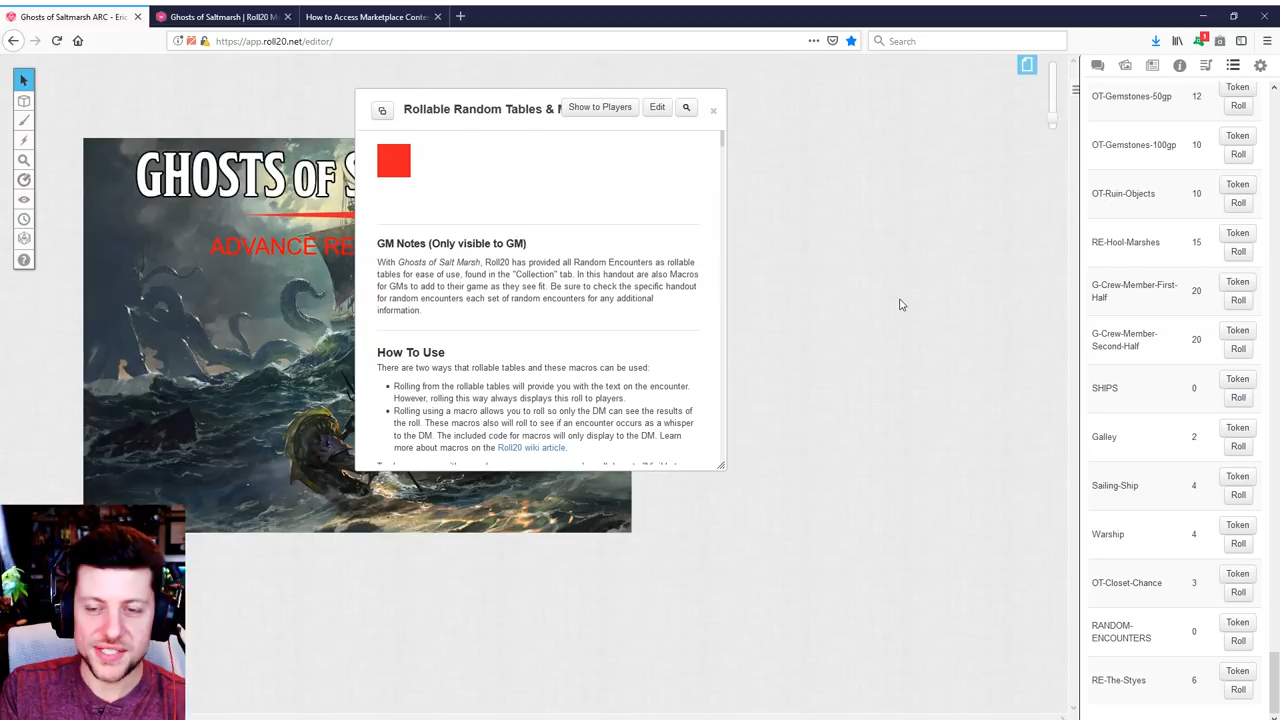 Ghosts of Saltmarsh ARC - Enc
Ghosts of Saltmarsh | Roll20 M
How to Access Marketplace Conte
https://app.roll20.net/editor/
Search
1
GHOSTS OF S
ADVANCE RE
Rollable Random Tables & M
Show to Players
Edit
GM Notes (Only visible to GM)
With Ghosts of Salt Marsh, Roll20 has provided all Random Encounters as rollable
tables for ease of use, found in the "Collection" tab. In this handout are also Macros
for GMs to add to their game as they see fit. Be sure to check the specific handout
for random encounters each set of random encounters for any additional
information.
How To Use
There are two ways that rollable tables and these macros can be used:
Rolling from the rollable tables will provide you with the text on the encounter.
However, rolling this way always displays this roll to players.
Rolling using a macro allows you to roll so only the DM can see the results of
the roll. These macros also will roll to see if an encounter occurs as a whisper
to the DM. The included code for macros will only display to the DM. Learn
more about macros on the Roll20 wiki article.
OT-Gemstones-50gp 12 Token
Roll
OT-Gemstones-100gp 10 Token
Roll
OT-Ruin-Objects 10 Token
Roll
RE-Hool-Marshes 15 Token
Roll
G-Crew-Member-First-
Half 20 Token
Roll
G-Crew-Member-
Second-Half 20 Token
Roll
SHIPS 0 Token
Roll
Galley 2 Token
Roll
Sailing-Ship 4 Token
Roll
Warship 4 Token
Roll
OT-Closet-Chance 3 Token
Roll
RANDOM-
ENCOUNTERS 0 Token
Roll
RE-The-Styes 6 Token
Roll